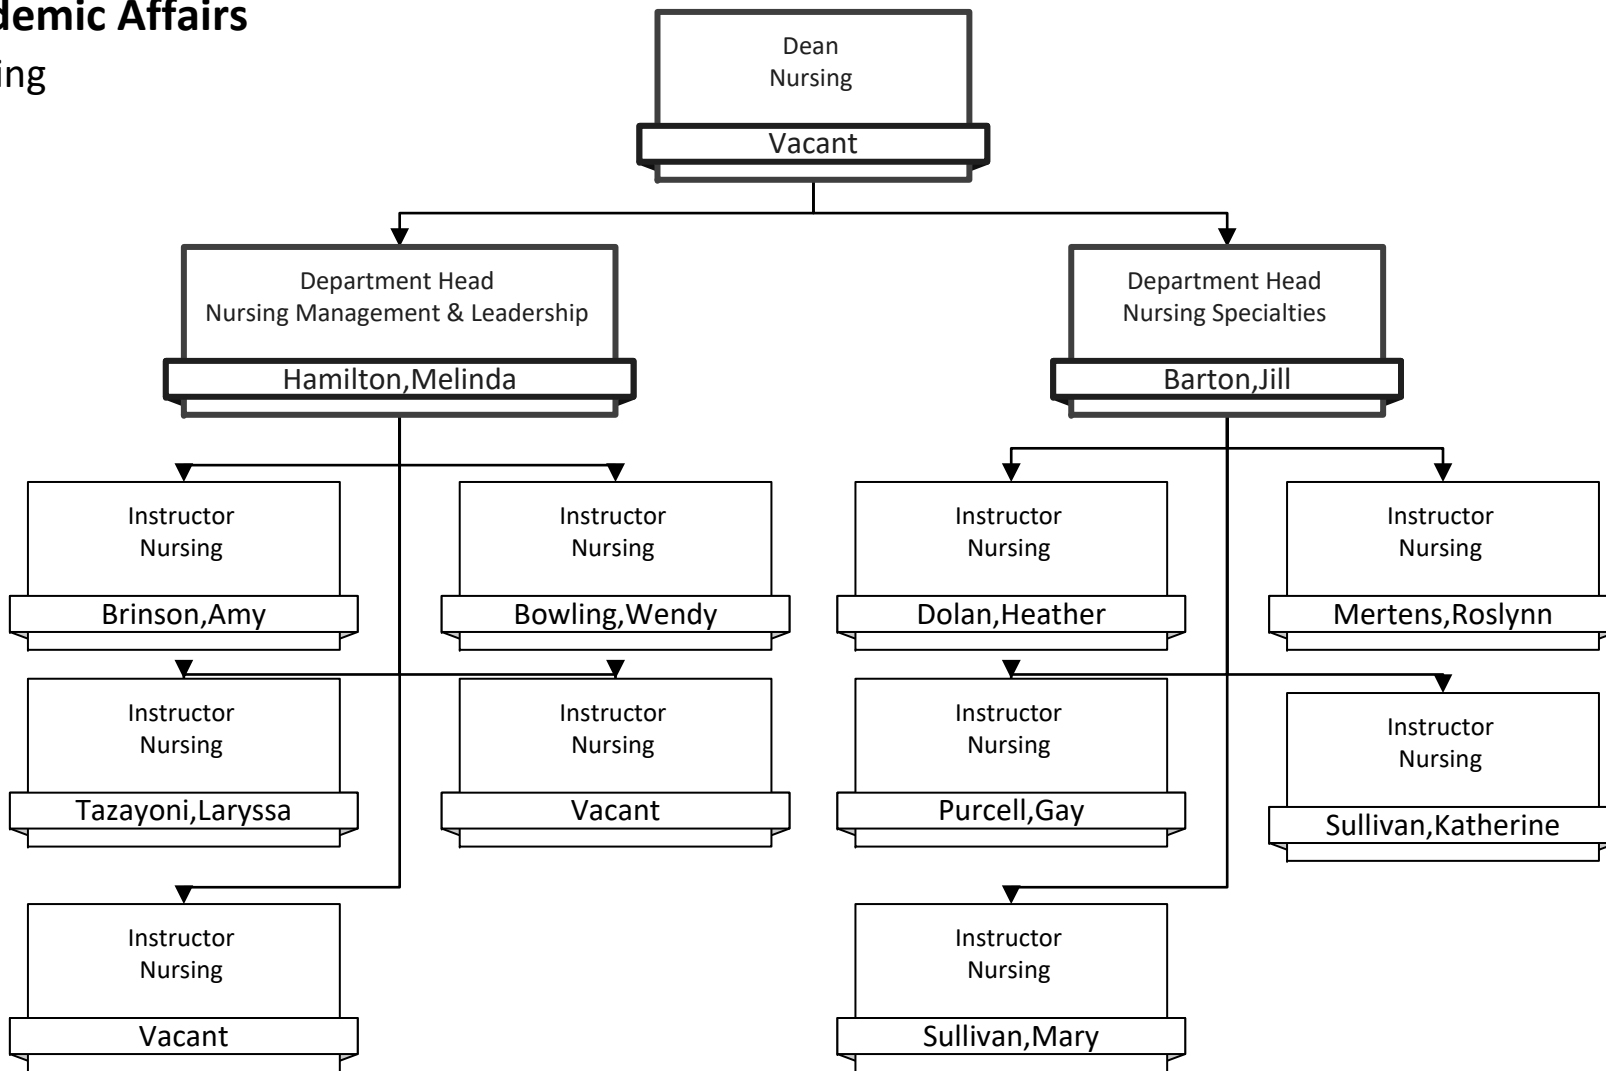 demic Affairs
ing
Dean
Nursing
Vacant
Department Head
Nursing Management & Leadership
Hamilton,Melinda
Department Head
Nursing Specialties
Barton,Jill
Instructor
Nursing
Brinson,Amy
Instructor
Nursing
Bowling,Wendy
Instructor
Nursing
Dolan,Heather
Instructor
Nursing
Mertens,Roslynn
Instructor
Nursing
Tazayoni,Laryssa
Instructor
Nursing
Vacant
Instructor
Nursing
Purcell,Gay
Instructor
Nursing
Sullivan,Katherine
Instructor
Nursing
Vacant
Instructor
Nursing
Sullivan,Mary